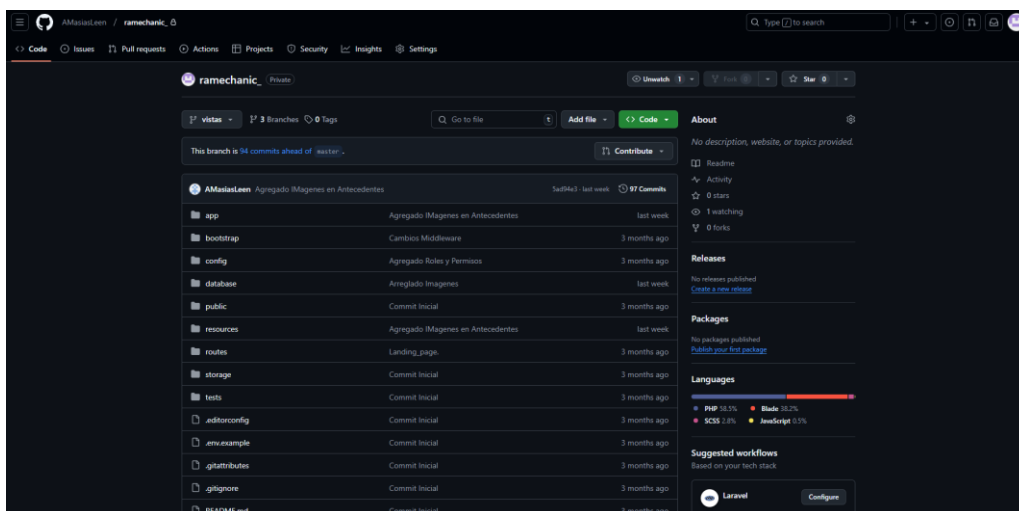 AMasiasLeen / ramechanic_
Q Type / to search
Code Issues Pull requests Actions Projects Security Insights Settings
ramechanic_ Private
Unwatch 1 Fork 0 Star 0
vistas 3 Branches 0 Tags
Go to file t Add file Code
This branch is 94 commits ahead of master.
Contribute
AMasiasLeen Agregado IMagenes en Antecedentes 5ad94e3 · last week 97 Commits
app Agregado IMagenes en Antecedentes last week
bootstrap Cambios Middleware 3 months ago
config Agregado Roles y Permisos 3 months ago
database Arreglado Imagenes last week
public Commit Inicial 3 months ago
resources Agregado IMagenes en Antecedentes last week
routes Landing_page. 3 months ago
storage Commit Inicial 3 months ago
tests Commit Inicial 3 months ago
.editorconfig Commit Inicial 3 months ago
.env.example Commit Inicial 3 months ago
.gitattributes Commit Inicial 3 months ago
.gitignore Commit Inicial 3 months ago
README.md Commit Inicial 3 months ago
About
No description, website, or topics provided.
Readme
Activity
0 stars
1 watching
0 forks
Releases
No releases published
Create a new release
Packages
No packages published
Publish your first package
Languages
PHP 58.5% Blade 38.2%
SCSS 2.8% JavaScript 0.5%
Suggested workflows
Based on your tech stack
Laravel Configure